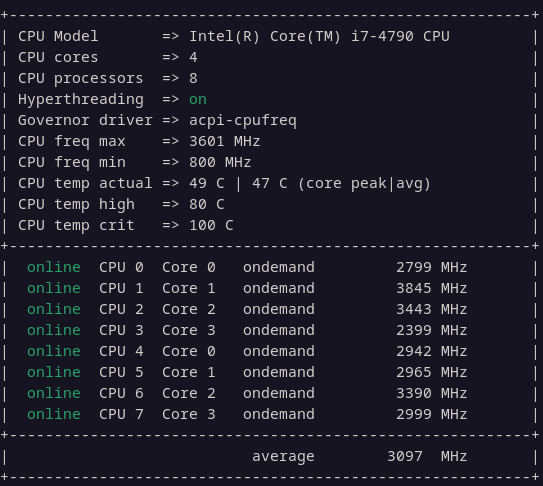 +----------------------------------------------------------+
| CPU Model       => Intel(R) Core(TM) i7-4790 CPU         |
| CPU cores       => 4                                     |
| CPU processors  => 8                                     |
| Hyperthreading  => on                                    |
| Governor driver => acpi-cpufreq                          |
| CPU freq max    => 3601 MHz                              |
| CPU freq min    => 800 MHz                               |
| CPU temp actual => 49 C | 47 C (core peak|avg)           |
| CPU temp high   => 80 C                                  |
| CPU temp crit   => 100 C                                 |
+----------------------------------------------------------+
|  online  CPU 0  Core 0   ondemand         2799 MHz       |
|  online  CPU 1  Core 1   ondemand         3845 MHz       |
|  online  CPU 2  Core 2   ondemand         3443 MHz       |
|  online  CPU 3  Core 3   ondemand         2399 MHz       |
|  online  CPU 4  Core 0   ondemand         2942 MHz       |
|  online  CPU 5  Core 1   ondemand         2965 MHz       |
|  online  CPU 6  Core 2   ondemand         3390 MHz       |
|  online  CPU 7  Core 3   ondemand         2999 MHz       |
+----------------------------------------------------------+
|                           average        3097  MHz       |
+----------------------------------------------------------+